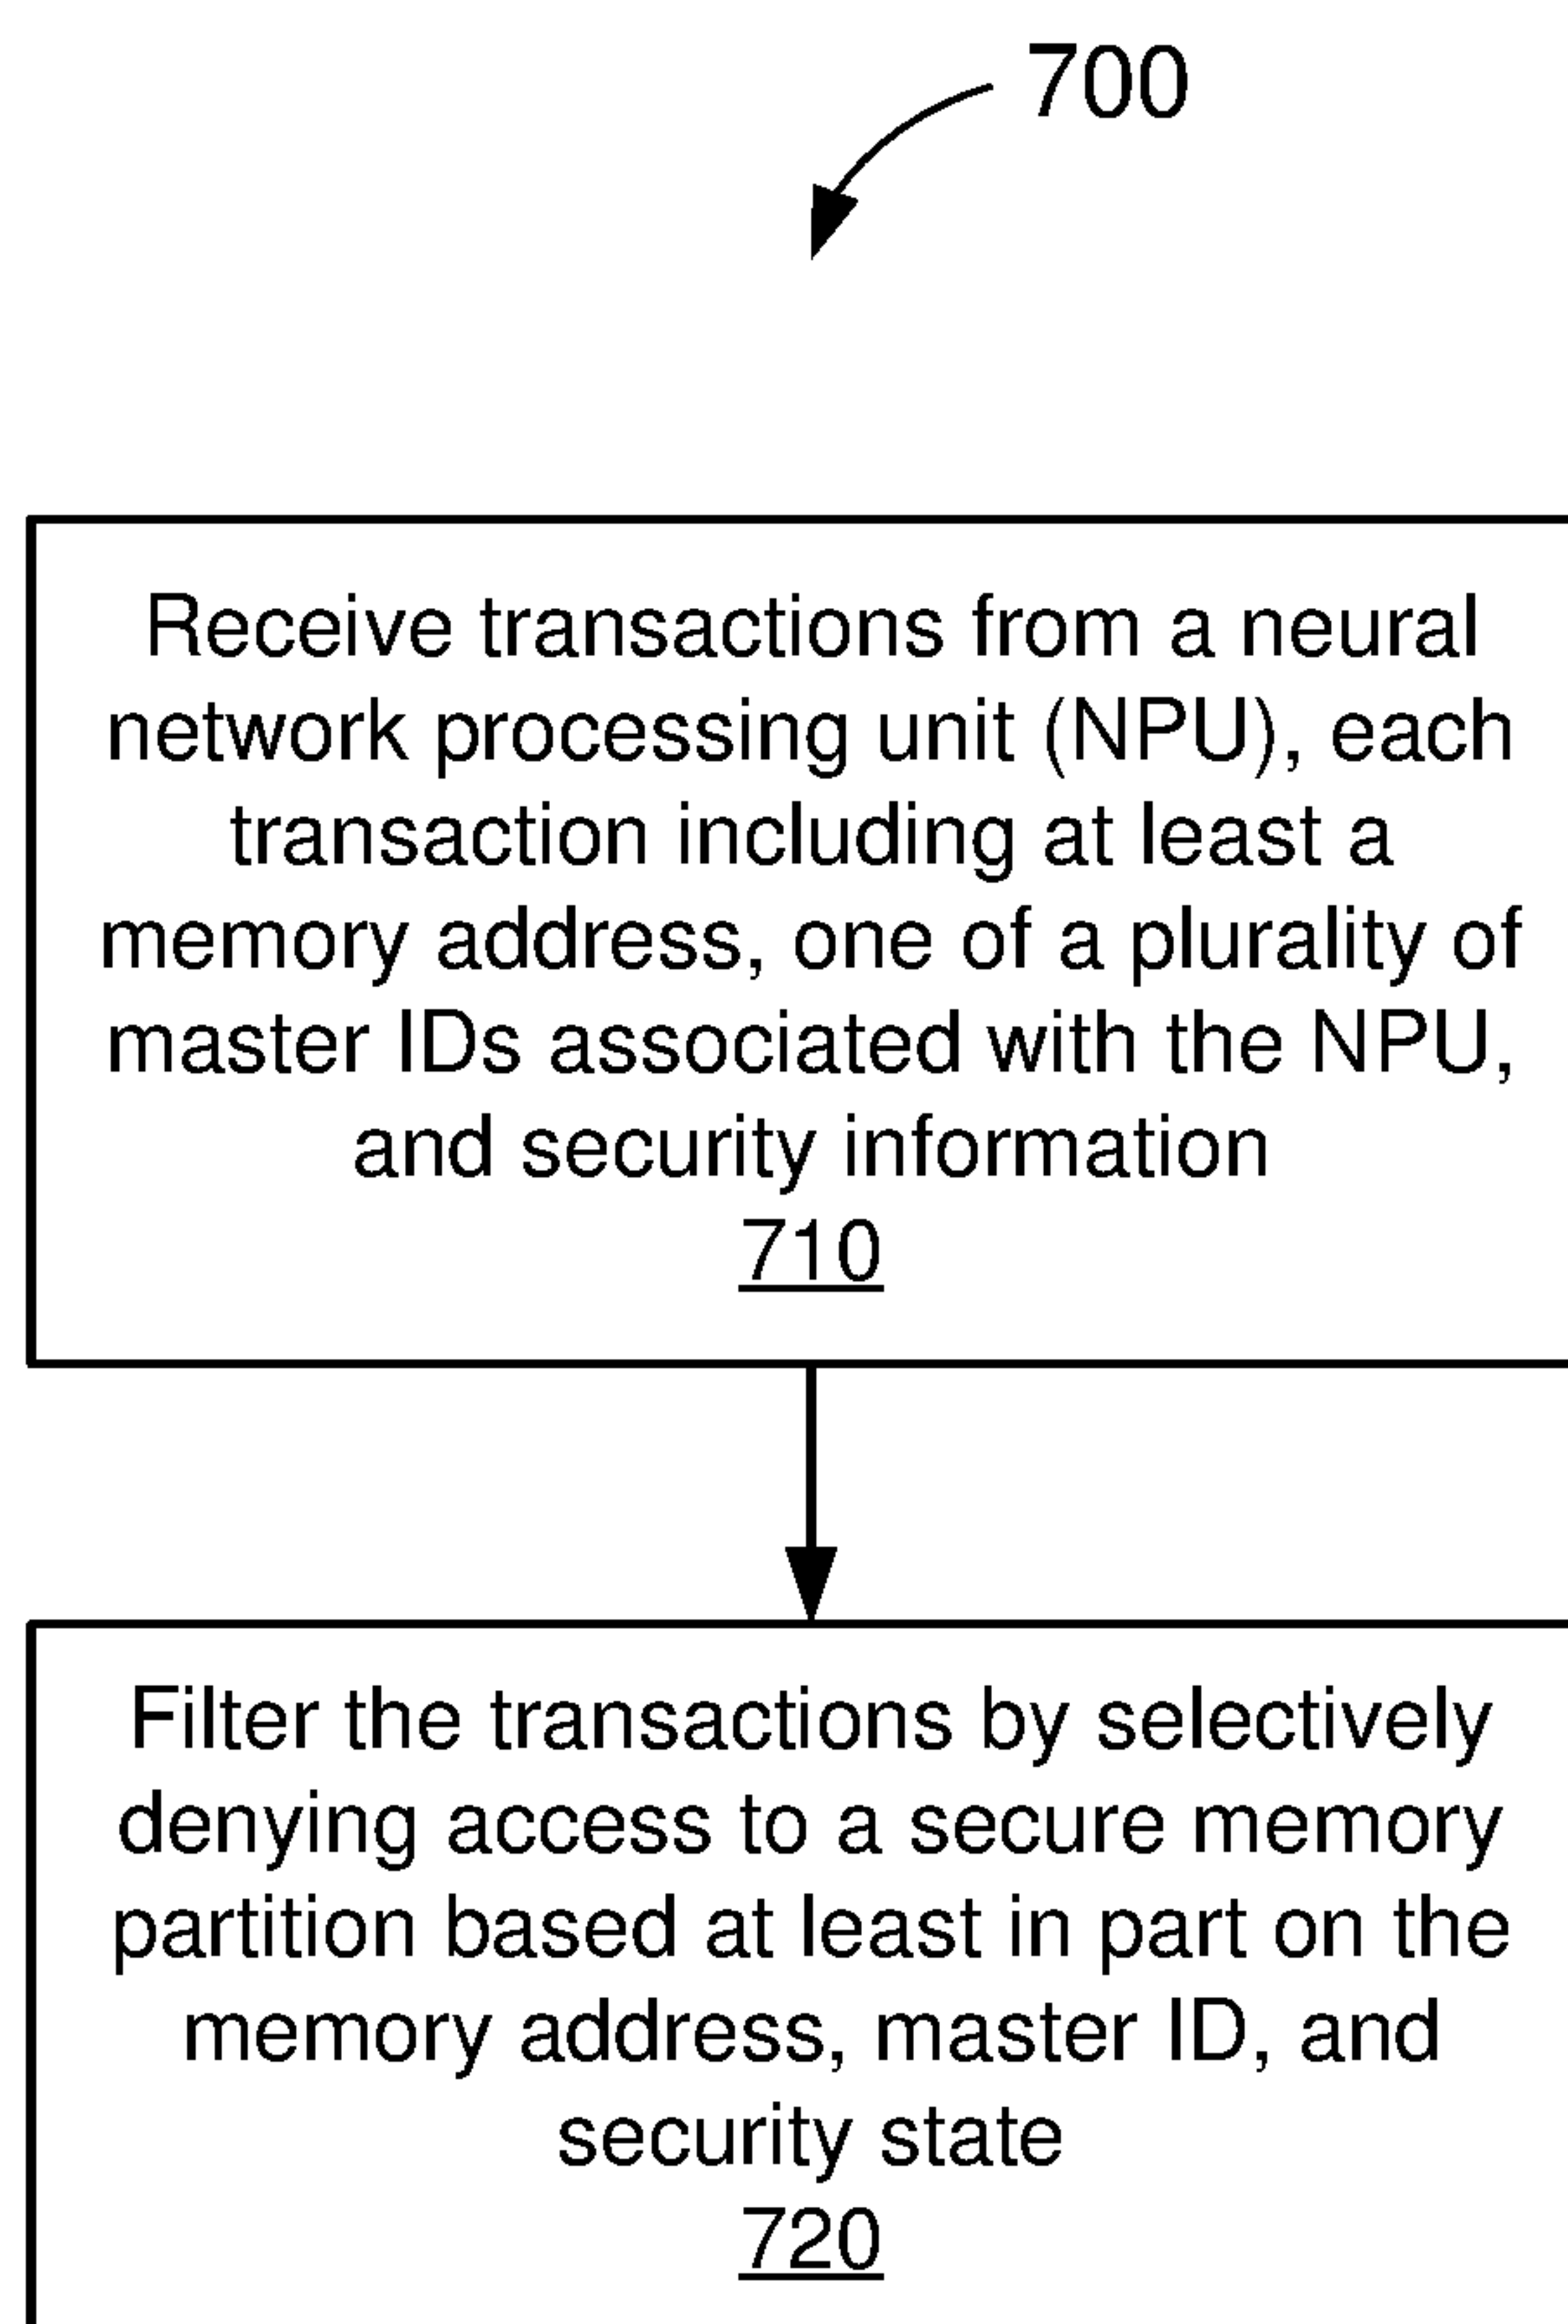 700
Receive transactions from a neural
network processing unit (NPU), each
transaction including at least a
memory address, one of a plurality of
master IDs associated with the NPU,
and security information
710
Filter the transactions by selectively
denying access to a secure memory
partition based at least in part on the
memory address, master ID, and
security state
720